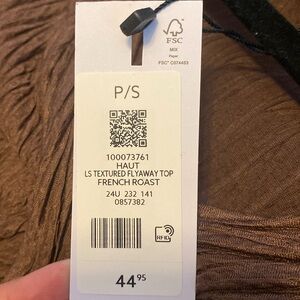 FSC
MIX
Paper
FSC® C074453
P/S
100073761
HAUT
LS TEXTURED FLYAWAY TOP
FRENCH ROAST
24U 232 141
0857382
RFID
44 95